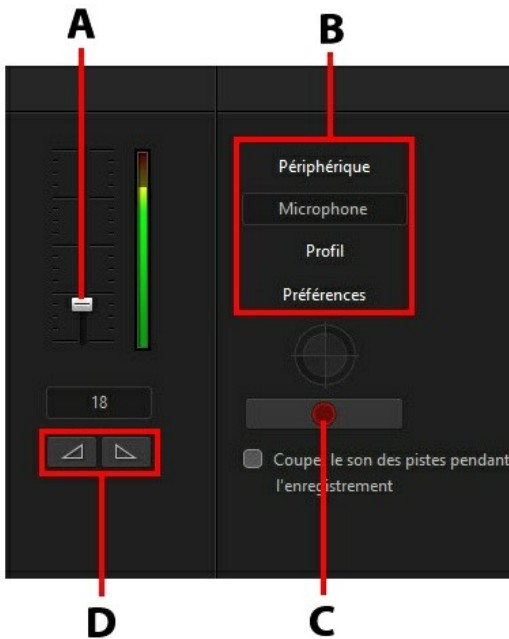 A
B
Périphérique
Microphone
Profil
Préférences
18
Couper le son des pistes pendant
l'enregistrement
D
C